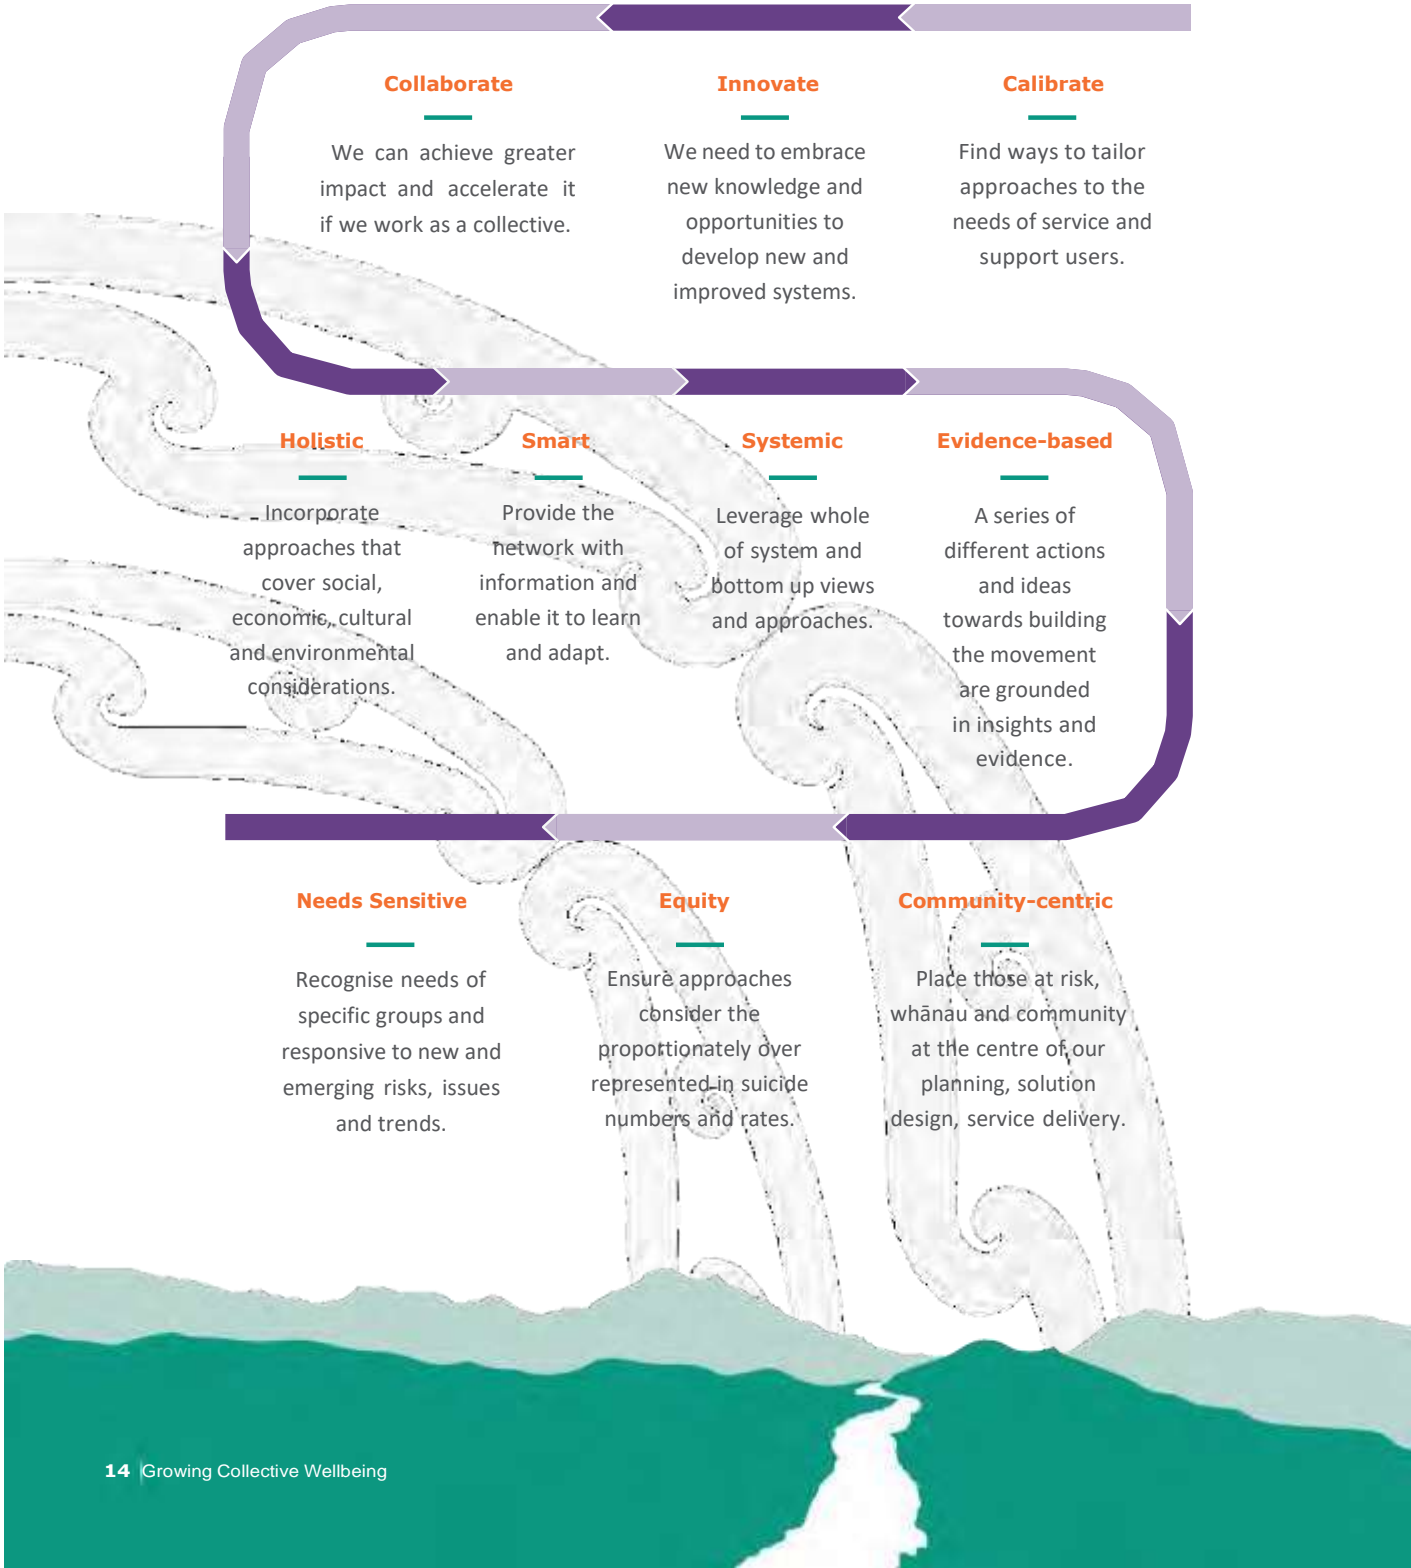 Collaborate
We can achieve greater
impact and accelerate it
if we work as a collective.
Innovate
We need to embrace
new knowledge and
opportunities to
develop new and
improved systems.
Calibrate
Find ways to tailor
approaches to the
needs of service and
support users.
Holistic
Incorporate
approaches that
cover social,
economic, cultural
and environmental
considerations.
Smart
Provide the
network with
information and
enable it to learn
and adapt.
Systemic
Leverage whole
of system and
bottom up views
and approaches.
Evidence-based
A series of
different actions
and ideas
towards building
the movement
are grounded
in insights and
evidence.
Needs Sensitive
Recognise needs of
specific groups and
responsive to new and
emerging risks, issues
and trends.
Equity
Ensure approaches
consider the
proportionately over
represented in suicide
numbers and rates.
Community-centric
Place those at risk,
whānau and community
at the centre of our
planning, solution
design, service delivery.
14 Growing Collective Wellbeing